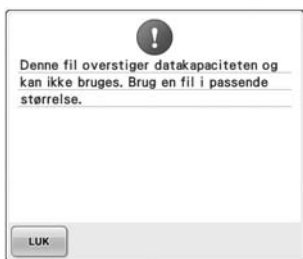 Denne fil overstiger datakapaciteten og
kan ikke bruges. Brug en fil i passende
størrelse.
LUK